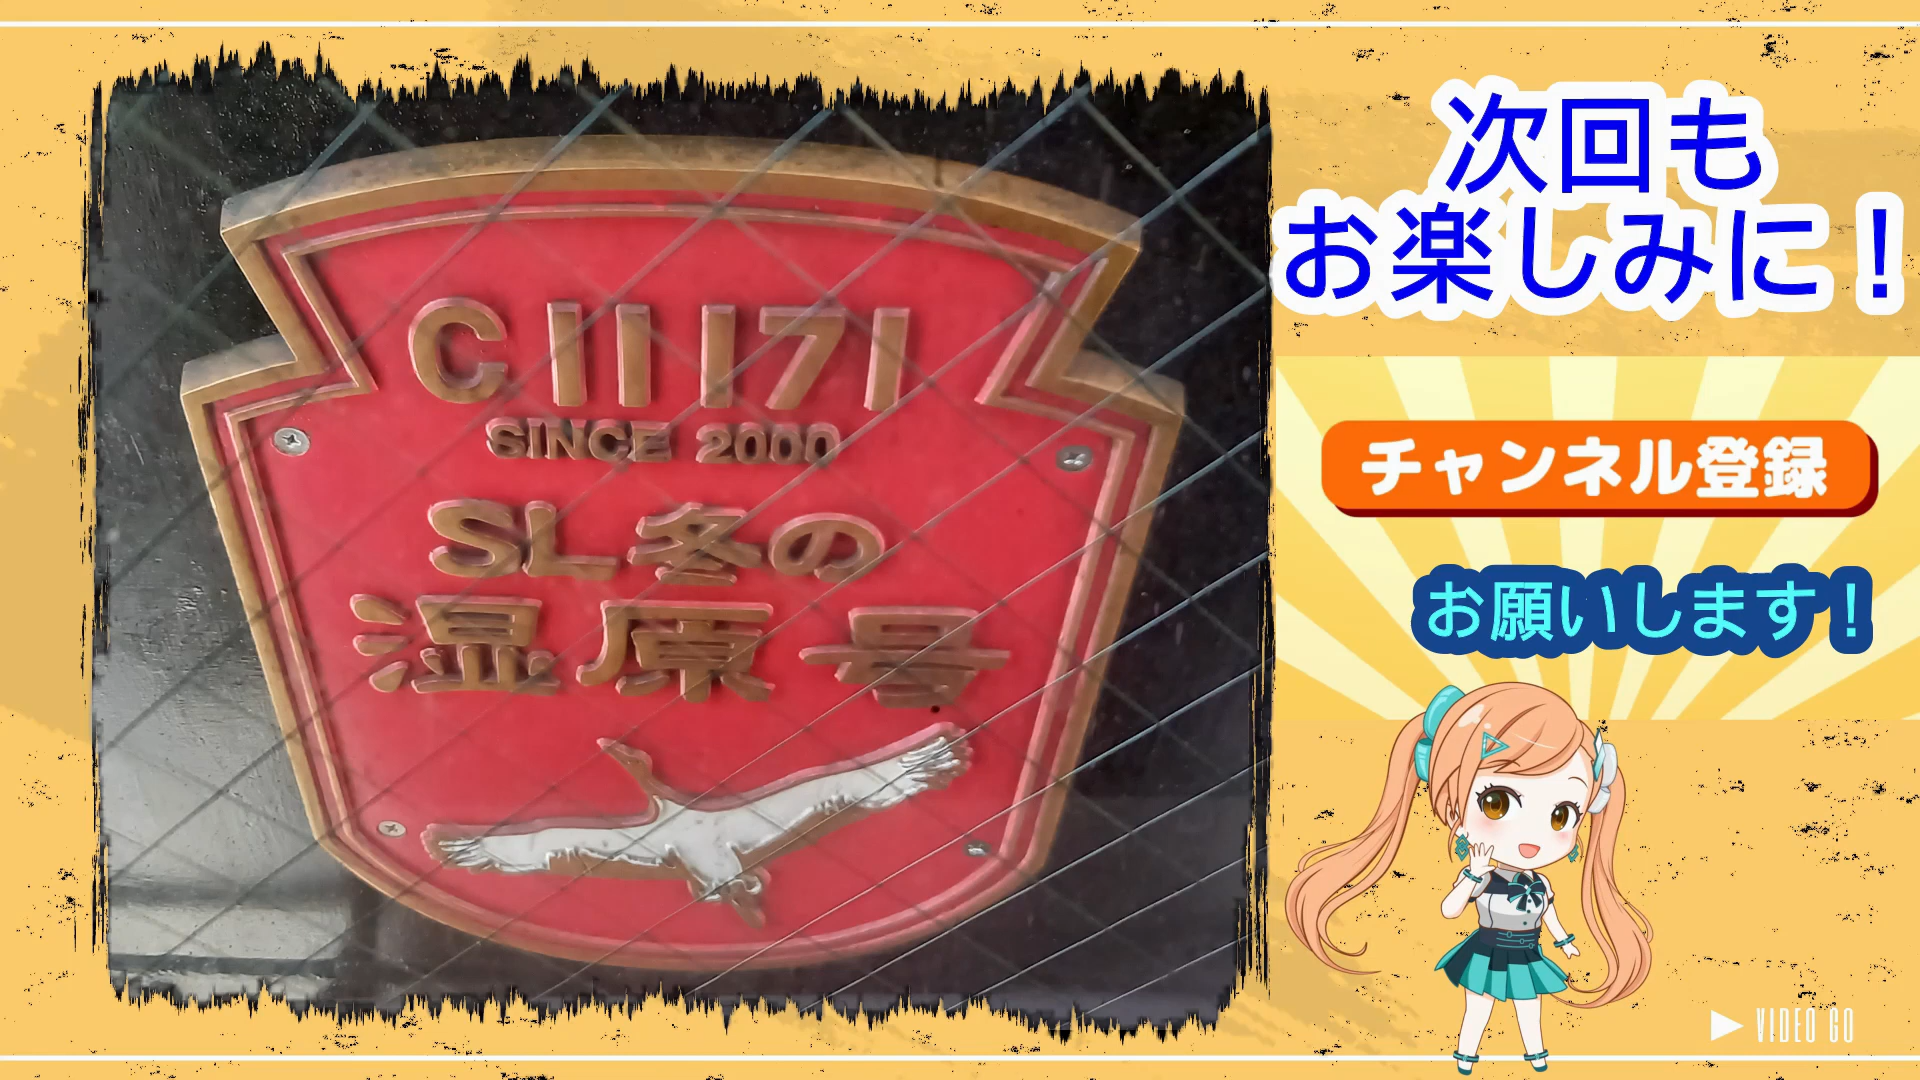 C11 171
SINCE 2000
SL冬の
湿原号
次回も
お楽しみに！
チャンネル登録
お願いします！
VIDEO GO